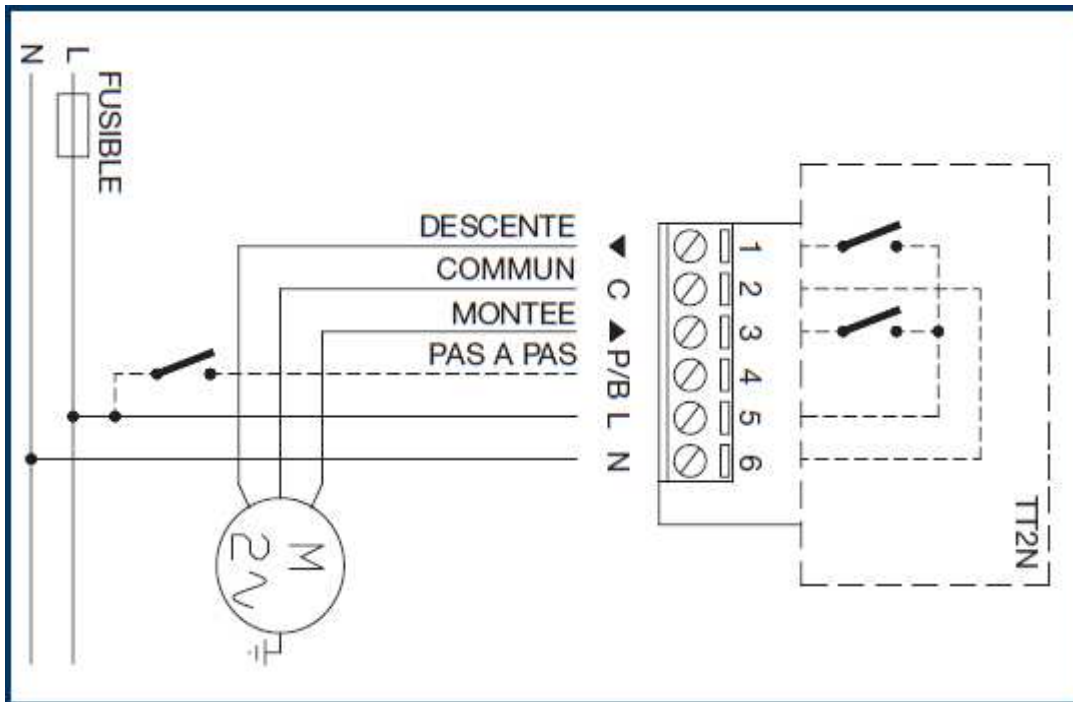 N L
FUSIBLE
DESCENTE ▼ 1
COMMUN C 2
MONTEE ▲ 3
PAS A PAS P/B 4
L 5
N 6
TT2N
M
2~